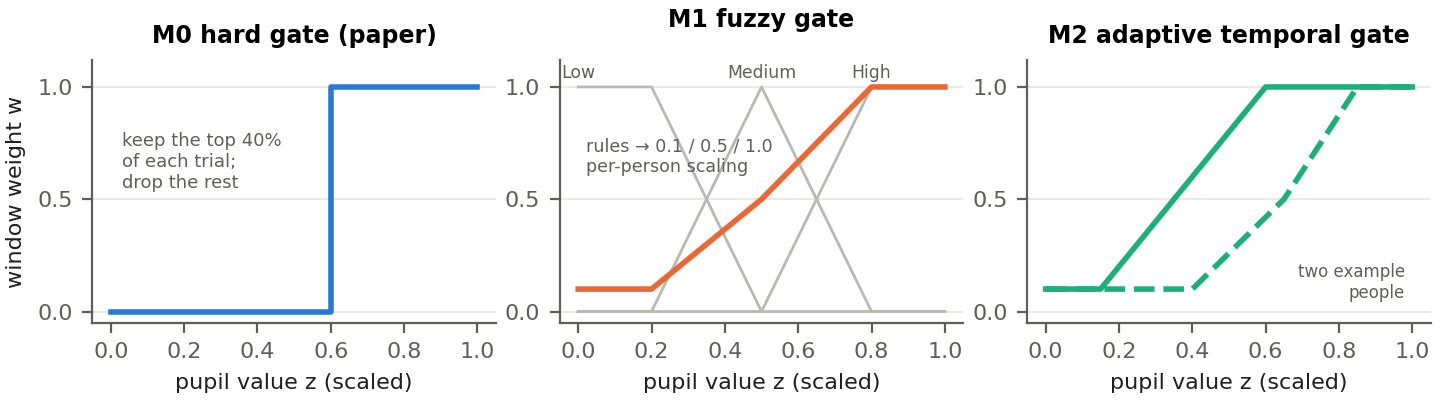 M0 hard gate (paper)
window weight w
1.0
0.5
0.0
keep the top 40%
of each trial;
drop the rest
0.0 0.2 0.4 0.6 0.8 1.0
pupil value z (scaled)
M1 fuzzy gate
Low Medium High
1.0
0.5
0.0
rules → 0.1 / 0.5 / 1.0
per-person scaling
0.0 0.2 0.4 0.6 0.8 1.0
pupil value z (scaled)
M2 adaptive temporal gate
1.0
0.5
0.0
two example
people
0.0 0.2 0.4 0.6 0.8 1.0
pupil value z (scaled)